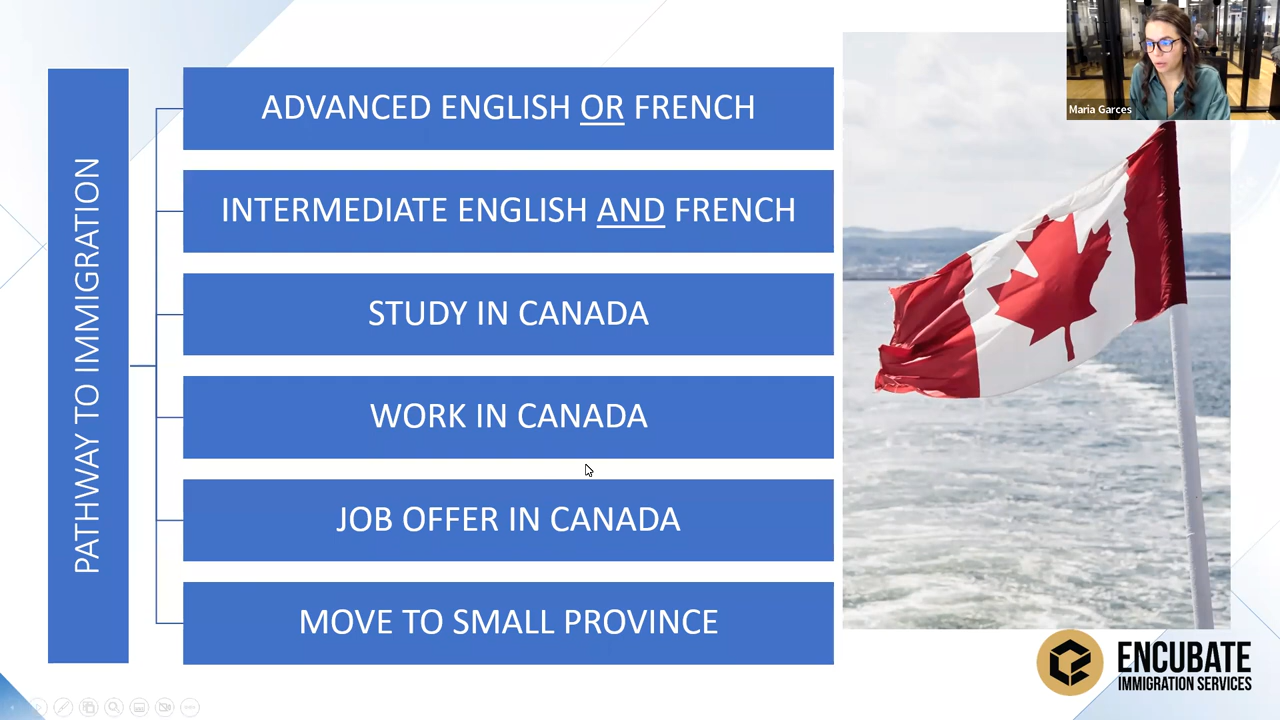 PATHWAY TO IMMIGRATION
ADVANCED ENGLISH OR FRENCH
INTERMEDIATE ENGLISH AND FRENCH
STUDY IN CANADA
WORK IN CANADA
JOB OFFER IN CANADA
MOVE TO SMALL PROVINCE
Maria Garces
ENCUBATE
IMMIGRATION SERVICES